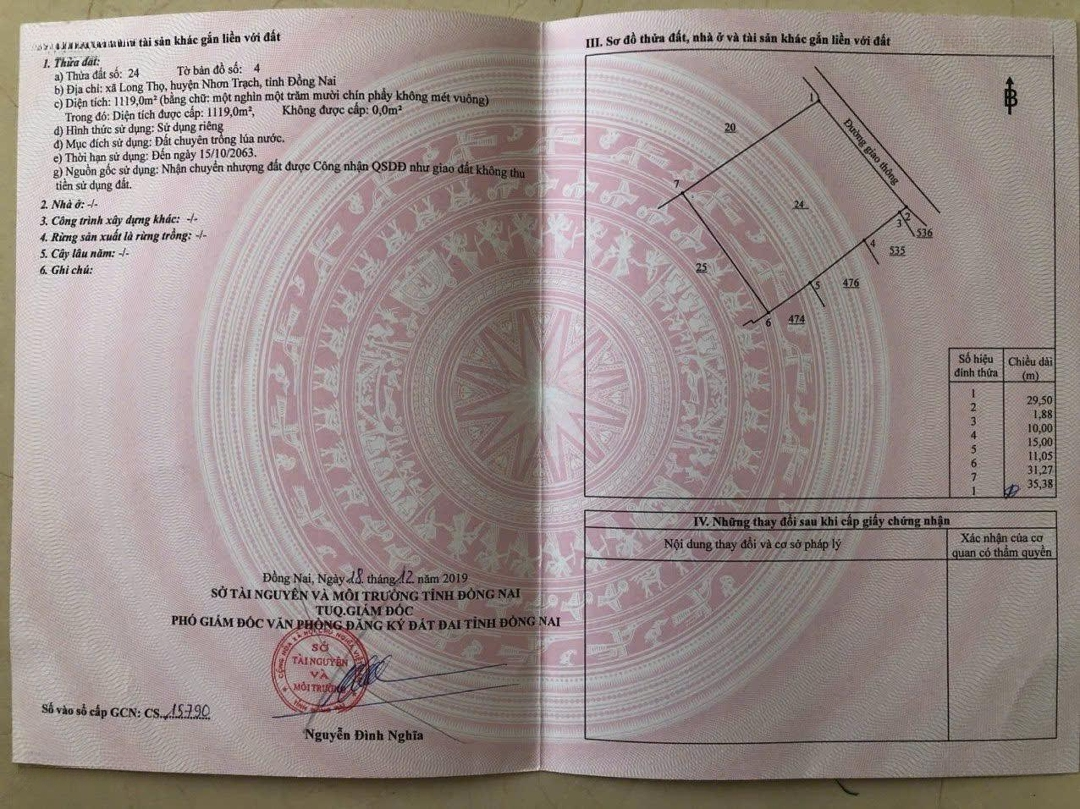 tài sản khác gắn liền với đất
1. Thửa đất:
a) Thửa đất số: 24 Tờ bản đồ số: 4
b) Địa chỉ: xã Long Thọ, huyện Nhơn Trạch, tỉnh Đồng Nai
c) Diện tích: 1119,0m² (bằng chữ: một nghìn một trăm mười chín phẩy không mét vuông)
Trong đó: Diện tích được cấp: 1119,0m², Không được cấp: 0,0m²
d) Hình thức sử dụng: Sử dụng riêng
đ) Mục đích sử dụng: Đất chuyên trồng lúa nước.
e) Thời hạn sử dụng: Đến ngày 15/10/2063.
g) Nguồn gốc sử dụng: Nhận chuyển nhượng đất được Công nhận QSDĐ như giao đất không thu
tiền sử dụng đất.
2. Nhà ở: -/-
3. Công trình xây dựng khác: -/-
4. Rừng sản xuất là rừng trồng: -/-
5. Cây lâu năm: -/-
6. Ghi chú:
Đồng Nai, Ngày 18 tháng 12 năm 2019
SỞ TÀI NGUYÊN VÀ MÔI TRƯỜNG TỈNH ĐỒNG NAI
TUQ.GIÁM ĐỐC
PHÓ GIÁM ĐỐC VĂN PHÒNG ĐĂNG KÝ ĐẤT ĐAI TỈNH ĐỒNG NAI
SỞ
TÀI NGUYÊN
VÀ
MÔI TRƯỜNG
Nguyễn Đình Nghĩa
Số vào sổ cấp GCN: CS 15790
III. Sơ đồ thửa đất, nhà ở và tài sản khác gắn liền với đất
B
1
20
Đường giao thông
7
24
2
3
536
4
535
25
5
476
6
474
Số hiệu đỉnh thửa Chiều dài (m)
1
29,50
2
1,88
3
10,00
4
15,00
5
11,05
6
31,27
7
35,38
1
IV. Những thay đổi sau khi cấp giấy chứng nhận
Nội dung thay đổi và cơ sở pháp lý
Xác nhận của cơ
quan có thẩm quyền